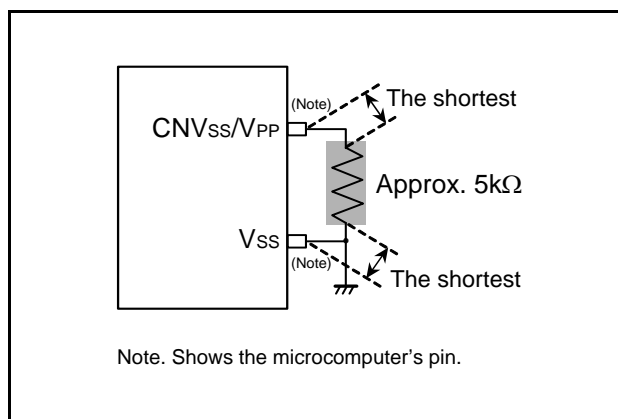 (Note)
The shortest
CNVSS/VPP
Approx. 5kΩ
VSS
(Note)
The shortest
Note. Shows the microcomputer's pin.